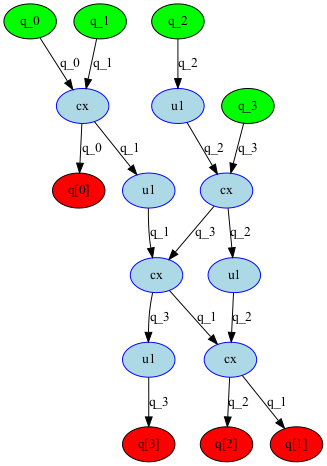 q_0 q_1 q_2
q_0 q_1 q_2
cx u1 q_3
q_0 q_1 q_2 q_3
q[0] u1 cx
q_1 q_3 q_2
cx u1
q_3 q_1 q_2
u1 cx
q_3 q_2 q_1
q[3] q[2] q[1]